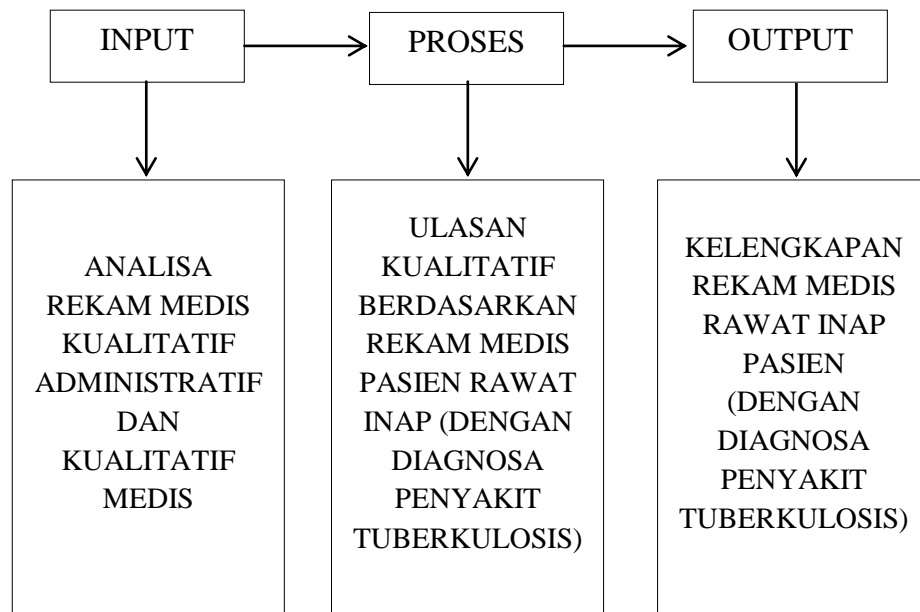 INPUT
PROSES
OUTPUT
ANALISA
REKAM MEDIS
KUALITATIF
ADMINISTRATIF
DAN
KUALITATIF
MEDIS
ULASAN
KUALITATIF
BERDASARKAN
REKAM MEDIS
PASIEN RAWAT
INAP (DENGAN
DIAGNOSA
PENYAKIT
TUBERKULOSIS)
KELENGKAPAN
REKAM MEDIS
RAWAT INAP
PASIEN
(DENGAN
DIAGNOSA
PENYAKIT
TUBERKULOSIS)